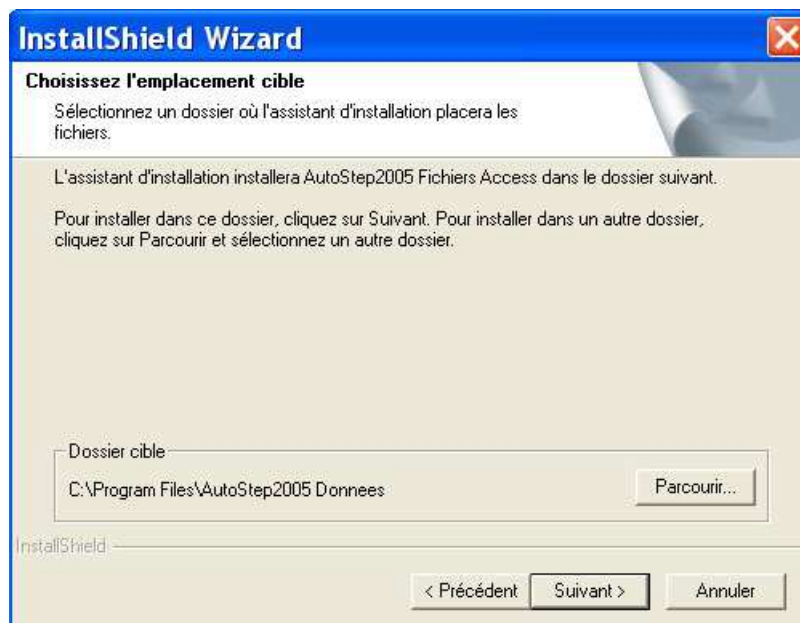 InstallShield Wizard
Choisissez l'emplacement cible
Sélectionnez un dossier où l'assistant d'installation placera les
fichiers.
L'assistant d'installation installera AutoStep2005 Fichiers Access dans le dossier suivant.
Pour installer dans ce dossier, cliquez sur Suivant. Pour installer dans un autre dossier,
cliquez sur Parcourir et sélectionnez un autre dossier.
Dossier cible
C:\Program Files\AutoStep2005 Donnees
Parcourir...
InstallShield
< Précédent
Suivant >
Annuler